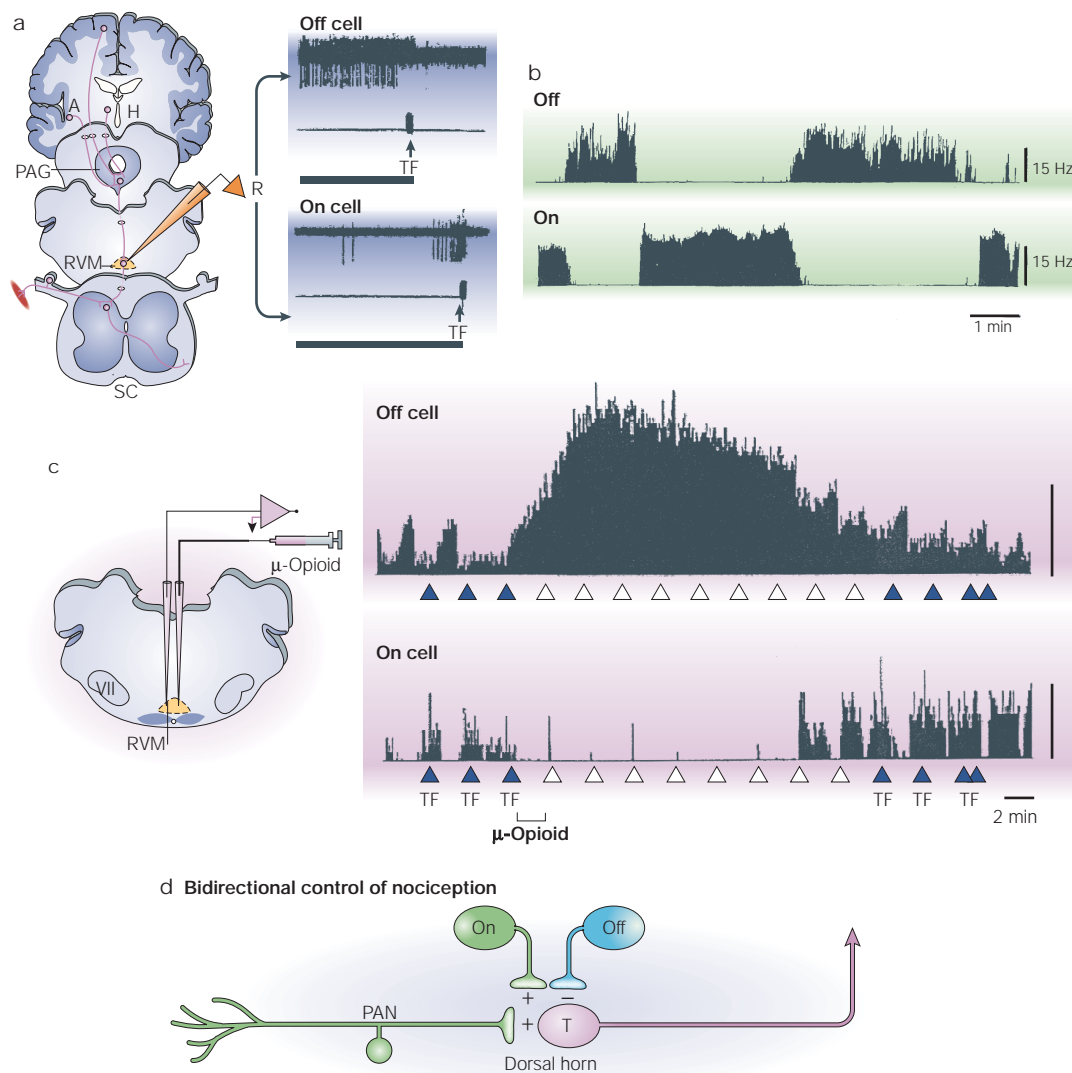 a
Off cell
A
H
PAG
R
TF
On cell
RVM
TF
SC
b
Off
15 Hz
On
15 Hz
1 min
c
μ-Opioid
VII
RVM
Off cell
On cell
TF TF TF TF TF TF
2 min
μ-Opioid
d Bidirectional control of nociception
On Off
+ –
PAN
+ T
Dorsal horn